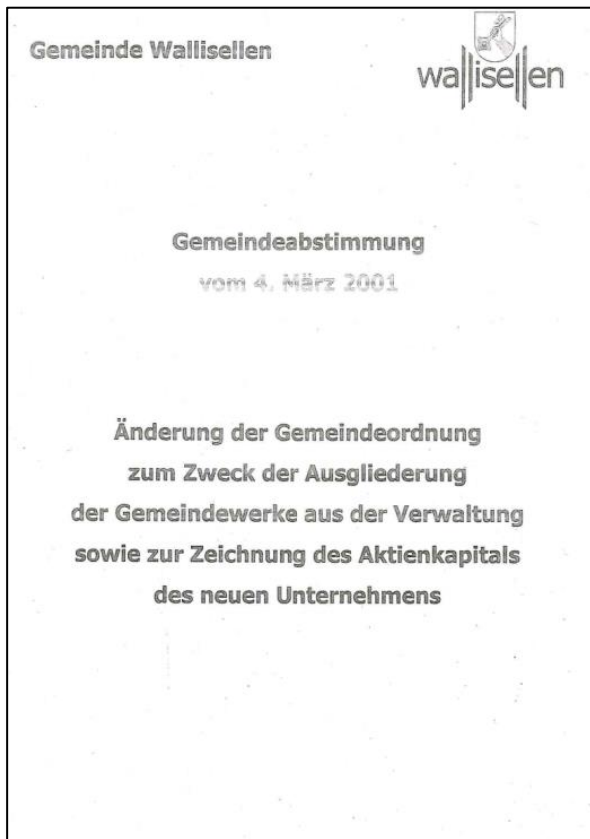 Gemeinde Wallisellen
wallisellen
Gemeindeabstimmung
vom 4. März 2001
Änderung der Gemeindeordnung
zum Zweck der Ausgliederung
der Gemeindewerke aus der Verwaltung
sowie zur Zeichnung des Aktienkapitals
des neuen Unternehmens